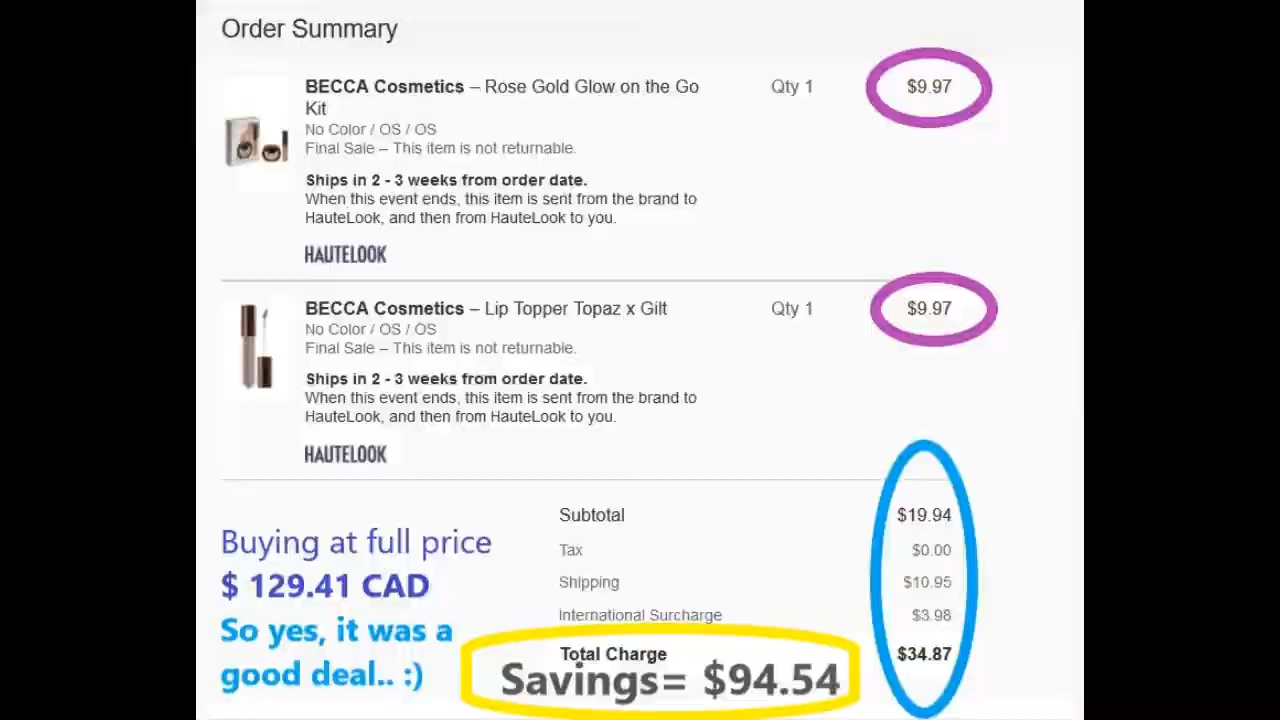 Order Summary
BECCA Cosmetics – Rose Gold Glow on the Go Qty 1 $9.97
Kit
No Color / OS / OS
Final Sale – This item is not returnable.
Ships in 2 - 3 weeks from order date.
When this event ends, this item is sent from the brand to
HauteLook, and then from HauteLook to you.
HAUTELOOK
BECCA Cosmetics – Lip Topper Topaz x Gilt Qty 1 $9.97
No Color / OS / OS
Final Sale – This item is not returnable.
Ships in 2 - 3 weeks from order date.
When this event ends, this item is sent from the brand to
HauteLook, and then from HauteLook to you.
HAUTELOOK
Subtotal $19.94
Tax $0.00
Shipping $10.95
International Surcharge $3.98
Total Charge $34.87
Buying at full price
$ 129.41 CAD
So yes, it was a
good deal.. :)
Savings= $94.54